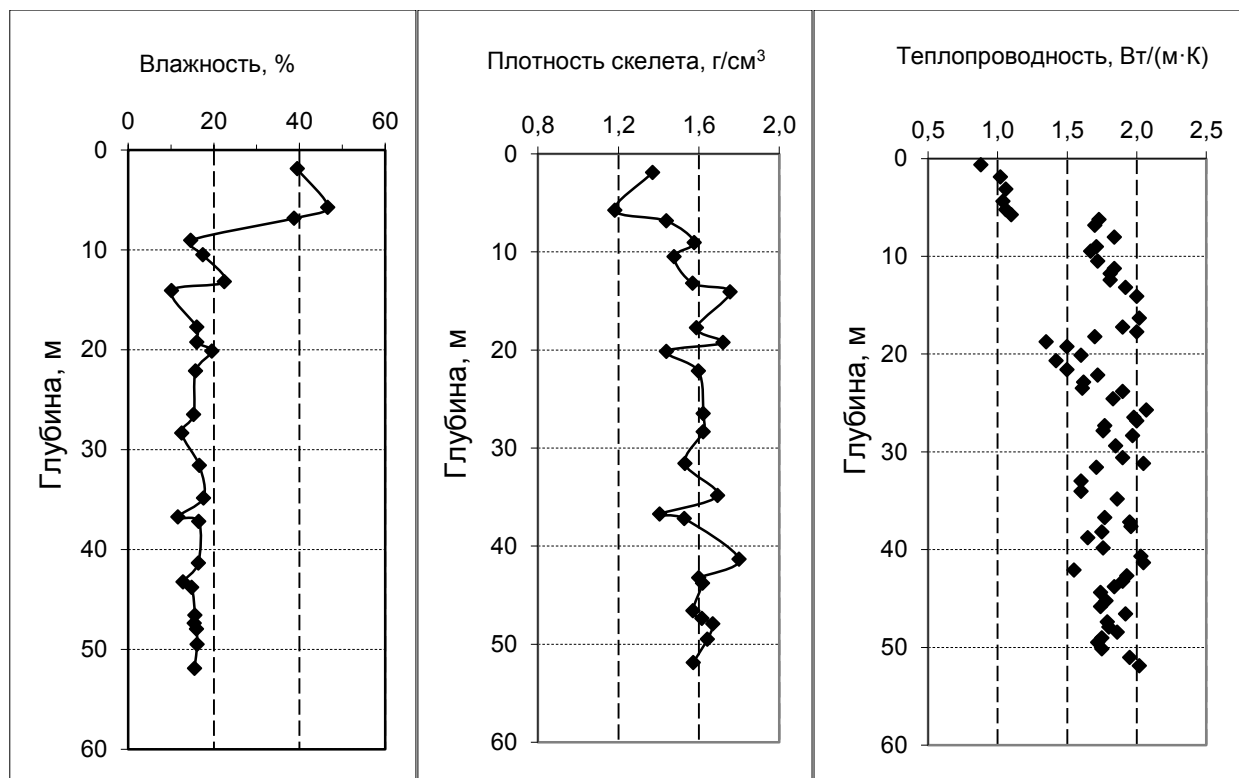 Влажность, %
0 20 40 60
0
10
20
30
40
50
60
Глубина, м
Плотность скелета, г/см³
0,8 1,2 1,6 2,0
0
10
20
30
40
50
60
Глубина, м
Теплопроводность, Вт/(м·К)
0,5 1,0 1,5 2,0 2,5
0
10
20
30
40
50
60
Глубина, м